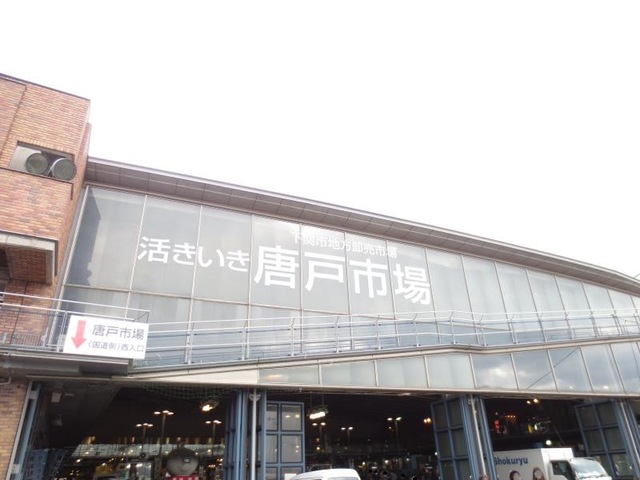 下関市地方卸売市場
活きいき唐戸市場
唐戸市場
(国道側)西入口
Shokuryu